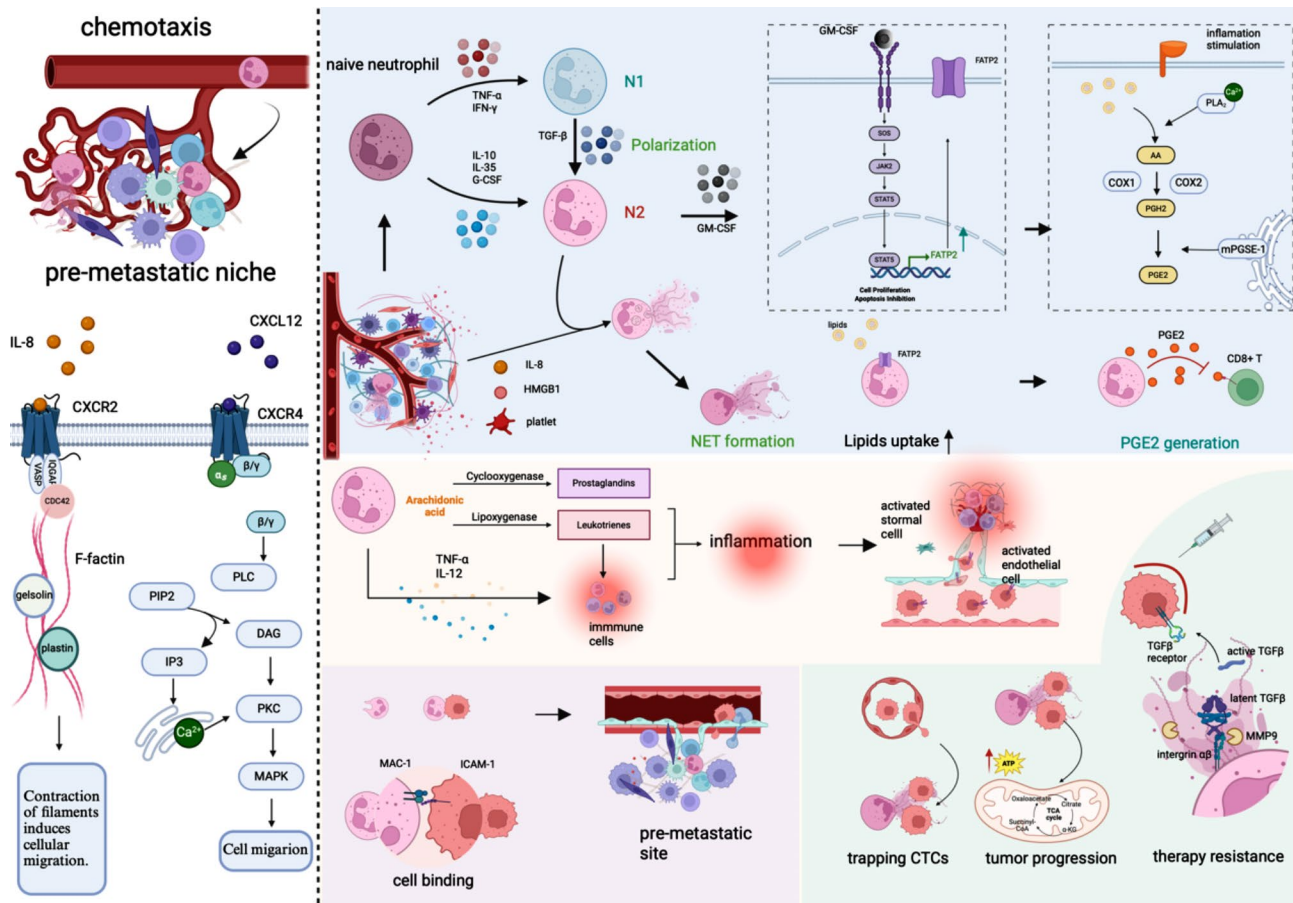 chemotaxis
pre-metastatic niche
IL-8
CXCL12
CXCR2
CXCR4
VASP
IQGAP
αs
β/γ
CDC42
F-factin
gelsolin
plastin
β/γ
PLC
PIP2
DAG
IP3
PKC
Ca²⁺
MAPK
Contraction
of filaments
induces
cellular
migration.
Cell migarion
naive neutrophil
TNF-α
IFN-γ
N1
TGF-β
Polarization
IL-10
IL-35
G-CSF
N2
GM-CSF
IL-8
HMGB1
platelet
NET formation
GM-CSF
FATP2
SOS
JAK2
STAT5
STAT5
FATP2
Cell Proliferation
Apoptosis Inhibition
lipids
FATP2
Lipids uptake
inflamation
stimulation
Ca²⁺
PLA₂
AA
COX1
COX2
PGH2
mPGSE-1
PGE2
PGE2
CD8+ T
PGE2 generation
Arachidonic
acid
Cyclooxygenase
Prostaglandins
Lipoxygenase
Leukotrienes
TNF-α
IL-12
immmune
cells
inflammation
activated
stormal
celll
activated
endothelial
cell
MAC-1
ICAM-1
cell binding
pre-metastatic
site
trapping CTCs
ATP
Oxaloacetate
Citrate
TCA
cycle
Succinyl-
CoA
α-KG
tumor progression
TGFβ
receptor
active TGFβ
latent TGFβ
MMP9
intergrin αβ
therapy resistance